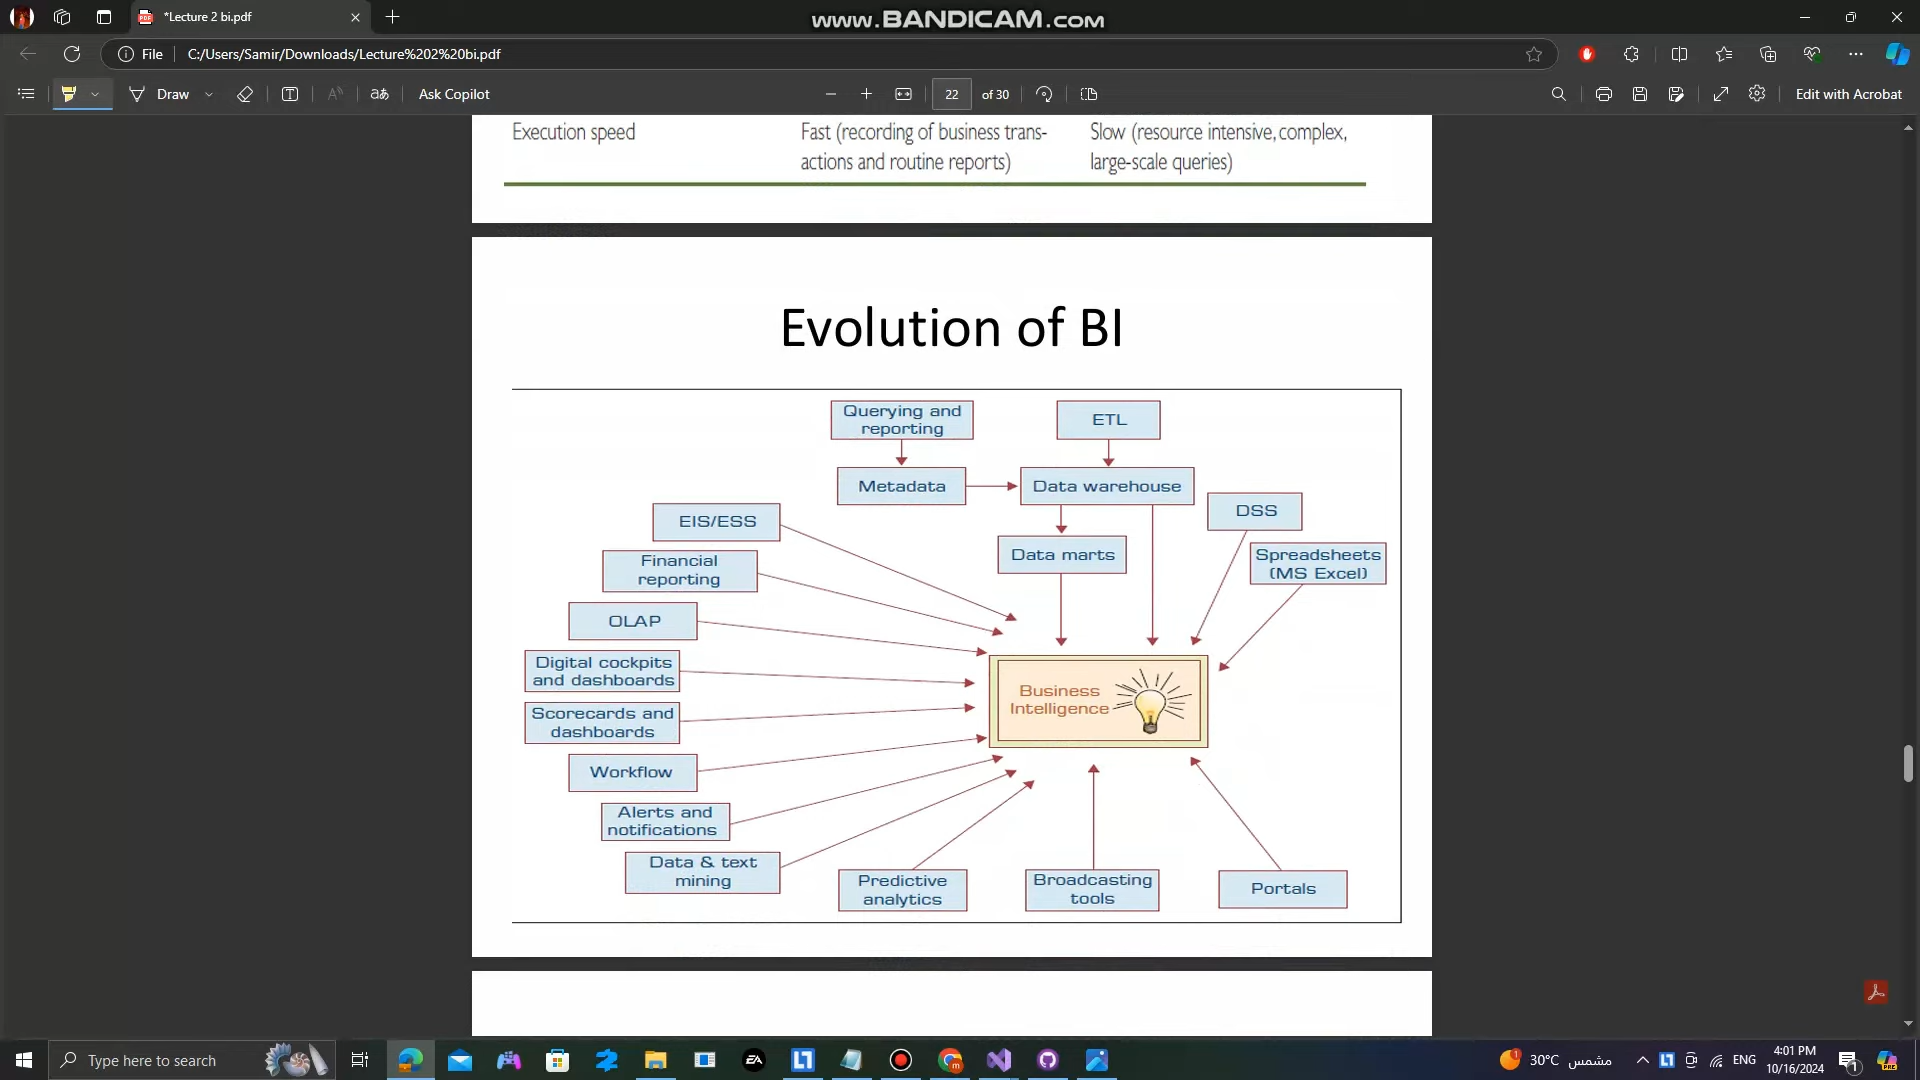 *Lecture 2 bi.pdf
www.BANDICAM.com
File
C:/Users/Samir/Downloads/Lecture%202%20bi.pdf
Draw
aあ
Ask Copilot
22
of 30
Edit with Acrobat
Execution speed
Fast (recording of business trans-
actions and routine reports)
Slow (resource intensive, complex,
large-scale queries)
Evolution of BI
Querying and
reporting
ETL
Metadata
Data warehouse
EIS/ESS
DSS
Financial
reporting
Data marts
Spreadsheets
(MS Excel)
OLAP
Digital cockpits
and dashboards
Business
Intelligence
Scorecards and
dashboards
Workflow
Alerts and
notifications
Data & text
mining
Predictive
analytics
Broadcasting
tools
Portals
Type here to search
EA
30°C
مشمس
ENG
4:01 PM
10/16/2024